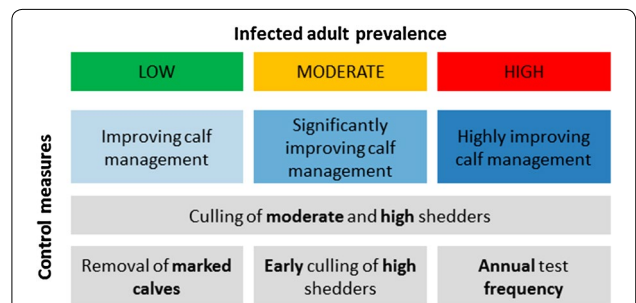 Infected adult prevalence
LOW MODERATE HIGH
Control measures
Improving calf
management
Significantly
improving calf
management
Highly improving
calf management
Culling of moderate and high shedders
Removal of marked
calves
Early culling of high
shedders
Annual test
frequency